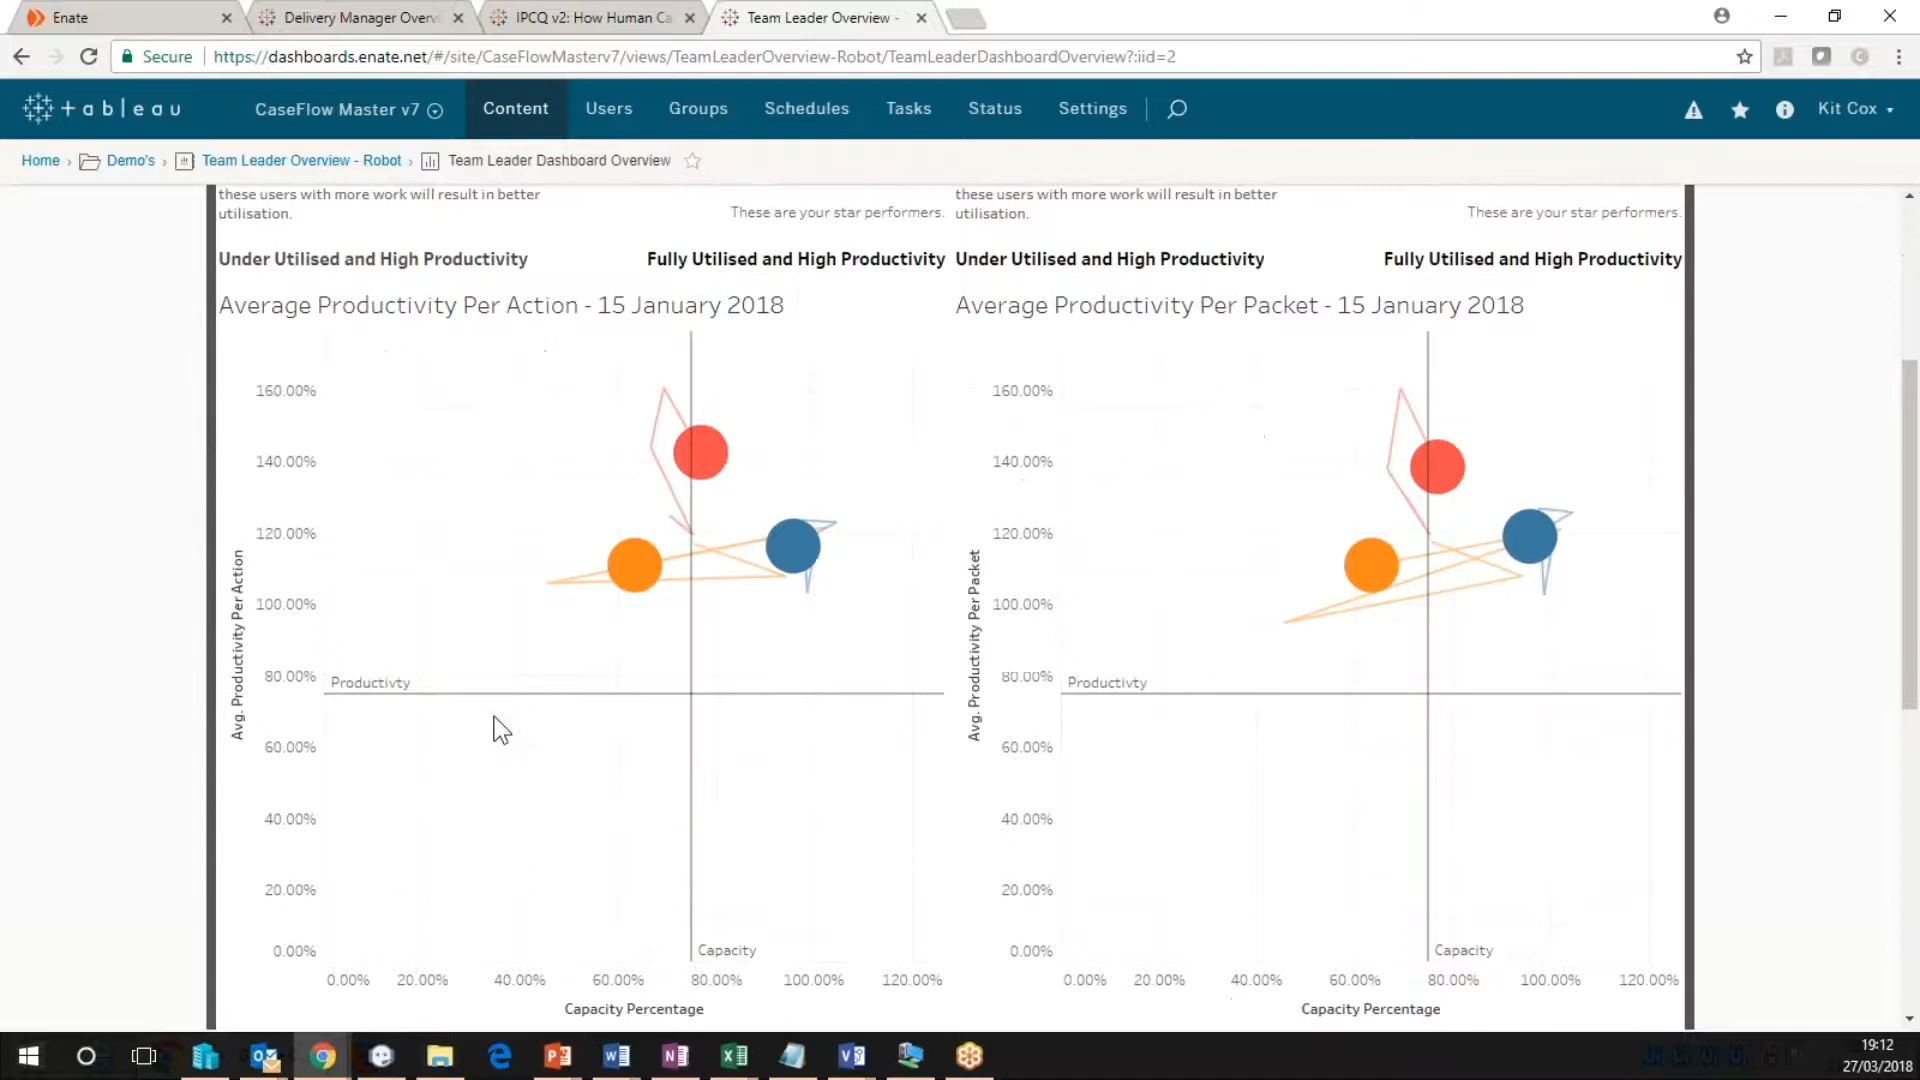 Enate
Delivery Manager Overv
IPCQ v2: How Human Ca
Team Leader Overview -
Secure
https://dashboards.enate.net/#/site/CaseFlowMasterv7/views/TeamLeaderOverview-Robot/TeamLeaderDashboardOverview?:iid=2
+ableau
CaseFlow Master v7
Content
Users
Groups
Schedules
Tasks
Status
Settings
Kit Cox
Home › Demo's › Team Leader Overview - Robot › Team Leader Dashboard Overview
these users with more work will result in better
utilisation.
These are your star performers.
these users with more work will result in better
utilisation.
These are your star performers.
Under Utilised and High Productivity
Fully Utilised and High Productivity
Under Utilised and High Productivity
Fully Utilised and High Productivity
Average Productivity Per Action - 15 January 2018
Average Productivity Per Packet - 15 January 2018
Avg. Productivity Per Action
160.00%
140.00%
120.00%
100.00%
80.00%
60.00%
40.00%
20.00%
0.00%
Productivty
Capacity
0.00% 20.00% 40.00% 60.00% 80.00% 100.00% 120.00%
Capacity Percentage
Avg. Productivity Per Packet
160.00%
140.00%
120.00%
100.00%
80.00%
60.00%
40.00%
20.00%
0.00%
Productivty
Capacity
0.00% 20.00% 40.00% 60.00% 80.00% 100.00% 120.00%
Capacity Percentage
19:12
27/03/2018